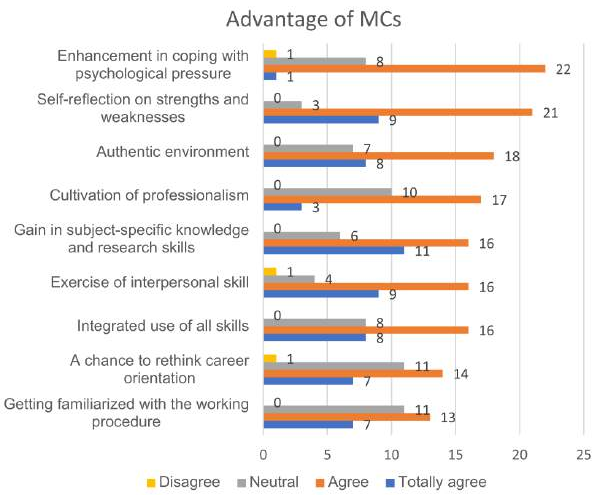 Advantage of MCs
Enhancement in coping with
psychological pressure
1
8
22
1
Self-reflection on strengths and
weaknesses
0
3
21
9
Authentic environment
0
7
18
8
Cultivation of professionalism
0
10
17
3
Gain in subject-specific knowledge
and research skills
0
6
16
11
Exercise of interpersonal skill
1
4
16
9
Integrated use of all skills
0
8
16
8
A chance to rethink career
orientation
1
11
14
7
Getting familiarized with the working
procedure
0
11
13
7
0 5 10 15 20 25
Disagree Neutral Agree Totally agree